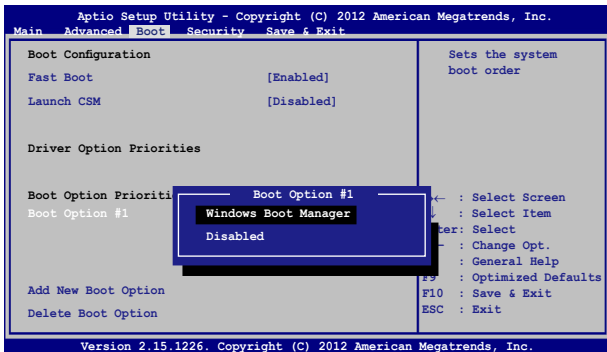 Aptio Setup Utility - Copyright (C) 2012 American Megatrends, Inc.
Main Advanced Boot Security Save & Exit
Boot Configuration
Fast Boot [Enabled]
Launch CSM [Disabled]
Driver Option Priorities
Boot Option Prioriti
Boot Option #1
Add New Boot Option
Delete Boot Option
Boot Option #1
Windows Boot Manager
Disabled
Sets the system
boot order
←: Select Screen
: Select Item
ter: Select
: Change Opt.
: General Help
F9 : Optimized Defaults
F10 : Save & Exit
ESC : Exit
Version 2.15.1226. Copyright (C) 2012 American Megatrends, Inc.